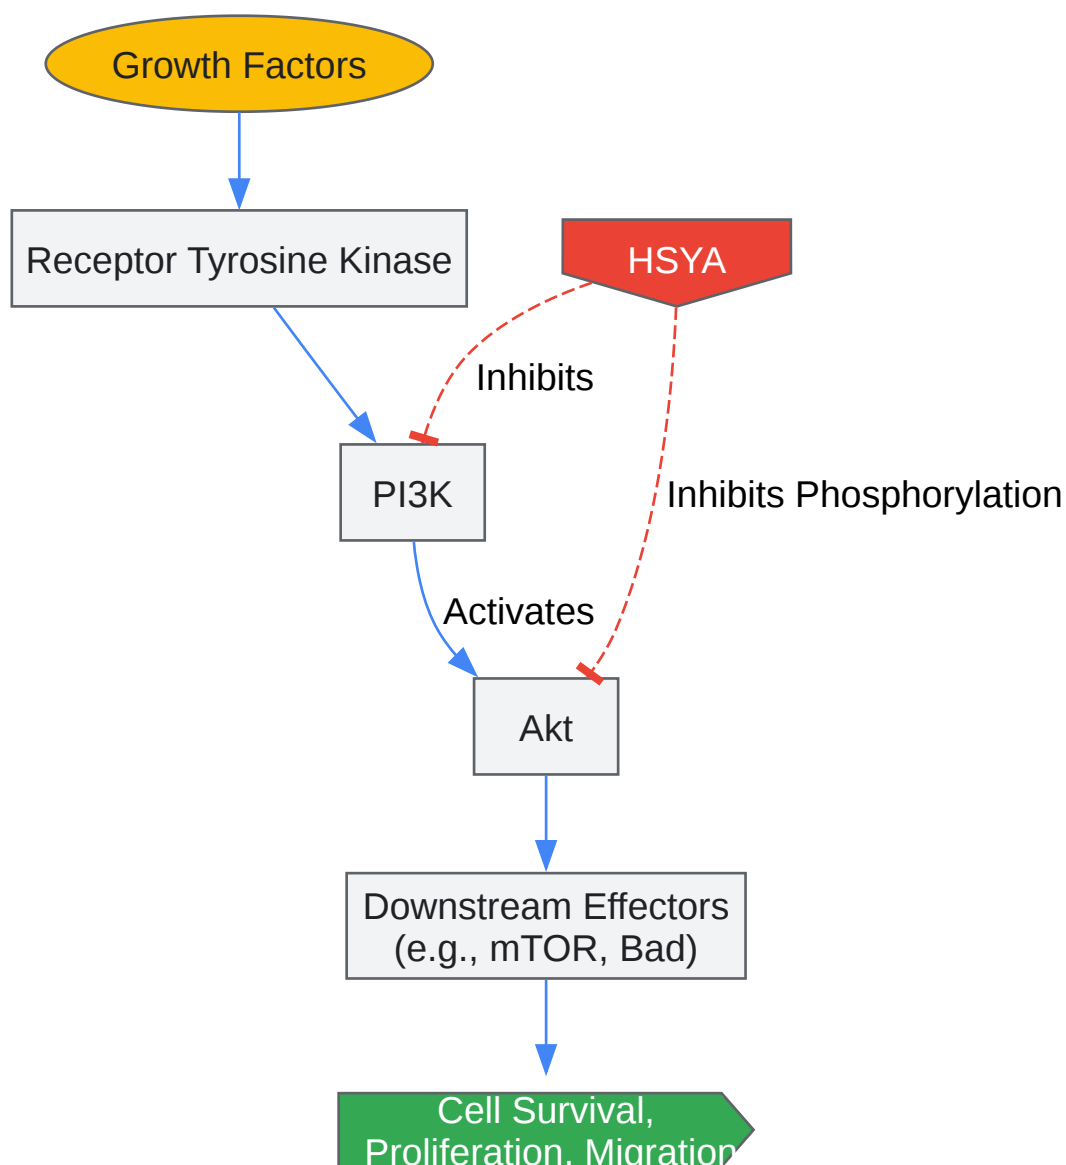 Growth Factors
Receptor Tyrosine Kinase
HSYA
Inhibits
PI3K
Inhibits Phosphorylation
Activates
Akt
Downstream Effectors
(e.g., mTOR, Bad)
Cell Survival,
Proliferation, Migration